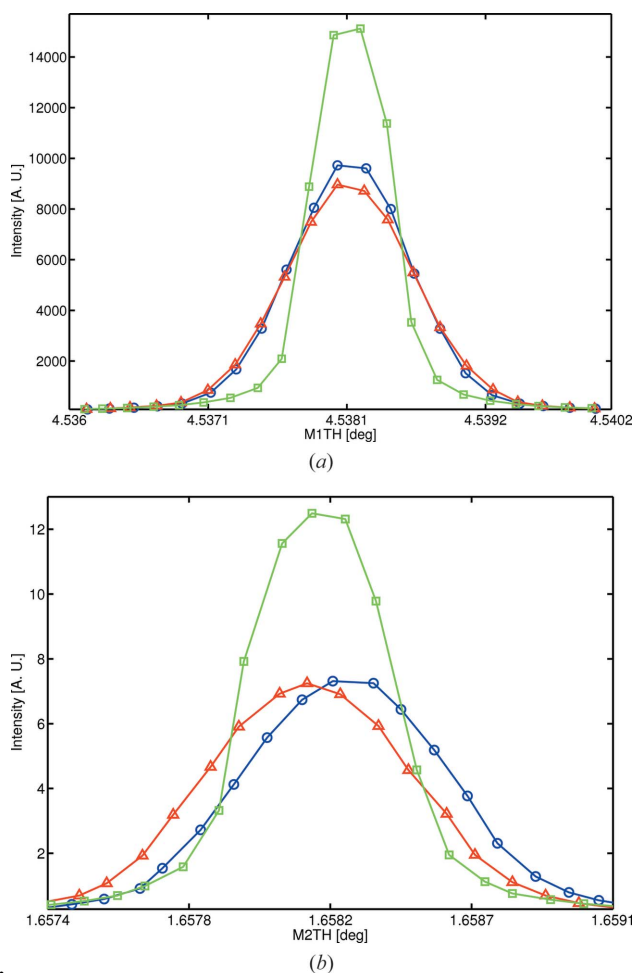 14000
12000
10000
8000
6000
4000
2000
Intensity [A. U.]
4.536 4.5371 4.5381 4.5392 4.5402
M1TH [deg]
(a)
12
10
8
6
4
2
Intensity [A. U.]
1.6574 1.6578 1.6582 1.6587 1.6591
M2TH [deg]
(b)